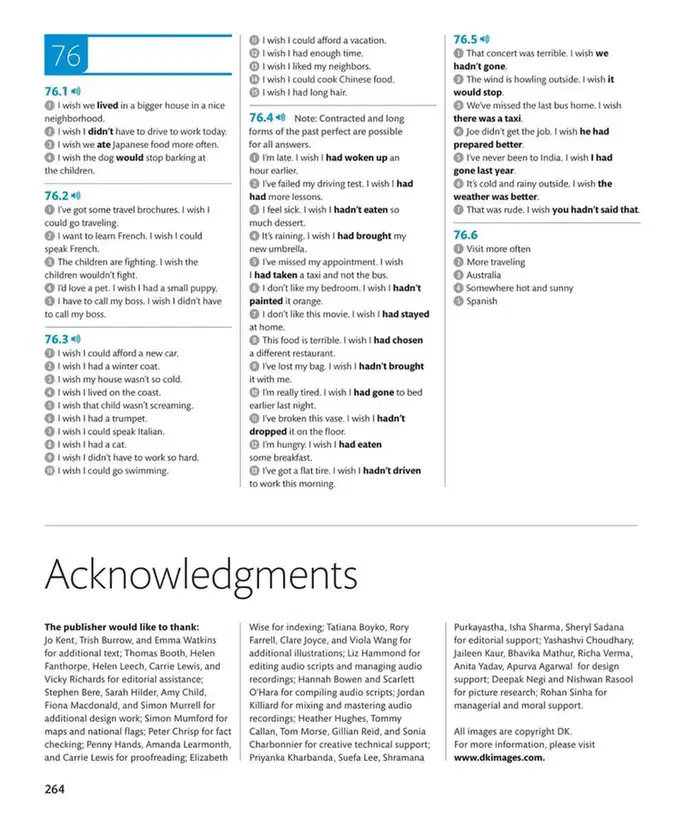 76
76.1
1 I wish we lived in a bigger house in a nice
neighborhood.
2 I wish I didn't have to drive to work today.
3 I wish we ate Japanese food more often.
4 I wish the dog would stop barking at
the children.
76.2
1 I've got some travel brochures. I wish I
could go traveling.
2 I want to learn French. I wish I could
speak French.
3 The children are fighting. I wish the
children wouldn't fight.
4 I'd love a pet. I wish I had a small puppy.
5 I have to call my boss. I wish I didn't have
to call my boss.
76.3
1 I wish I could afford a new car.
2 I wish I had a winter coat.
3 I wish my house wasn't so cold.
4 I wish I lived on the coast.
5 I wish that child wasn't screaming.
6 I wish I had a trumpet.
7 I wish I could speak Italian.
8 I wish I had a cat.
9 I wish I didn't have to work so hard.
10 I wish I could go swimming.
11 I wish I could afford a vacation.
12 I wish I had enough time.
13 I wish I liked my neighbors.
14 I wish I could cook Chinese food.
15 I wish I had long hair.
76.4 Note: Contracted and long
forms of the past perfect are possible
for all answers.
1 I'm late. I wish I had woken up an
hour earlier.
2 I've failed my driving test. I wish I had
had more lessons.
3 I feel sick. I wish I hadn't eaten so
much dessert.
4 It's raining. I wish I had brought my
new umbrella.
5 I've missed my appointment. I wish
I had taken a taxi and not the bus.
6 I don't like my bedroom. I wish I hadn't
painted it orange.
7 I don't like this movie. I wish I had stayed
at home.
8 This food is terrible. I wish I had chosen
a different restaurant.
9 I've lost my bag. I wish I hadn't brought
it with me.
10 I'm really tired. I wish I had gone to bed
earlier last night.
11 I've broken this vase. I wish I hadn't
dropped it on the floor.
12 I'm hungry. I wish I had eaten
some breakfast.
13 I've got a flat tire. I wish I hadn't driven
to work this morning.
76.5
1 That concert was terrible. I wish we
hadn't gone.
2 The wind is howling outside. I wish it
would stop.
3 We've missed the last bus home. I wish
there was a taxi.
4 Joe didn't get the job. I wish he had
prepared better.
5 I've never been to India. I wish I had
gone last year.
6 It's cold and rainy outside. I wish the
weather was better.
7 That was rude. I wish you hadn't said that.
76.6
1 Visit more often
2 More traveling
3 Australia
4 Somewhere hot and sunny
5 Spanish
Acknowledgments
The publisher would like to thank:
Jo Kent, Trish Burrow, and Emma Watkins
for additional text; Thomas Booth, Helen
Fanthorpe, Helen Leech, Carrie Lewis, and
Vicky Richards for editorial assistance;
Stephen Bere, Sarah Hilder, Amy Child,
Fiona Macdonald, and Simon Murrell for
additional design work; Simon Mumford for
maps and national flags; Peter Chrisp for fact
checking; Penny Hands, Amanda Learmonth,
and Carrie Lewis for proofreading; Elizabeth
Wise for indexing; Tatiana Boyko, Rory
Farrell, Clare Joyce, and Viola Wang for
additional illustrations; Liz Hammond for
editing audio scripts and managing audio
recordings; Hannah Bowen and Scarlett
O'Hara for compiling audio scripts; Jordan
Killiard for mixing and mastering audio
recordings; Heather Hughes, Tommy
Callan, Tom Morse, Gillian Reid, and Sonia
Charbonnier for creative technical support;
Priyanka Kharbanda, Suefa Lee, Shramana
Purkayastha, Isha Sharma, Sheryl Sadana
for editorial support; Yashashvi Choudhary,
Jaileen Kaur, Bhavika Mathur, Richa Verma,
Anita Yadav, Apurva Agarwal for design
support; Deepak Negi and Nishwan Rasool
for picture research; Rohan Sinha for
managerial and moral support.
All images are copyright DK.
For more information, please visit
www.dkimages.com.
264